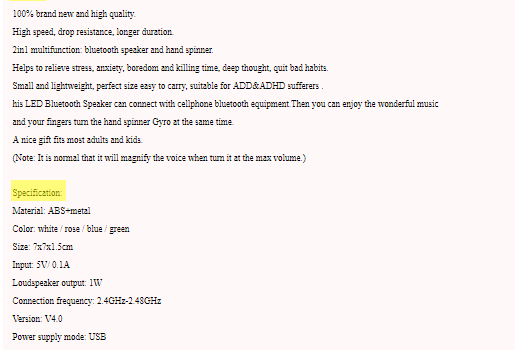 100% brand new and high quality.
High speed, drop resistance, longer duration.
2in1 multifunction: bluetooth speaker and hand spinner.
Helps to relieve stress, anxiety, boredom and killing time, deep thought, quit bad habits.
Small and lightweight, perfect size easy to carry, suitable for ADD&ADHD sufferers .
his LED Bluetooth Speaker can connect with cellphone bluetooth equipment Then you can enjoy the wonderful music
and your fingers turn the hand spinner Gyro at the same time.
A nice gift fits most adults and kids.
(Note: It is normal that it will magnify the voice when turn it at the max volume.)
Specification:
Material: ABS+metal
Color: white / rose / blue / green
Size: 7x7x1.5cm
Input: 5V/ 0.1A
Loudspeaker output: 1W
Connection frequency: 2.4GHz-2.48GHz
Version: V4.0
Power supply mode: USB